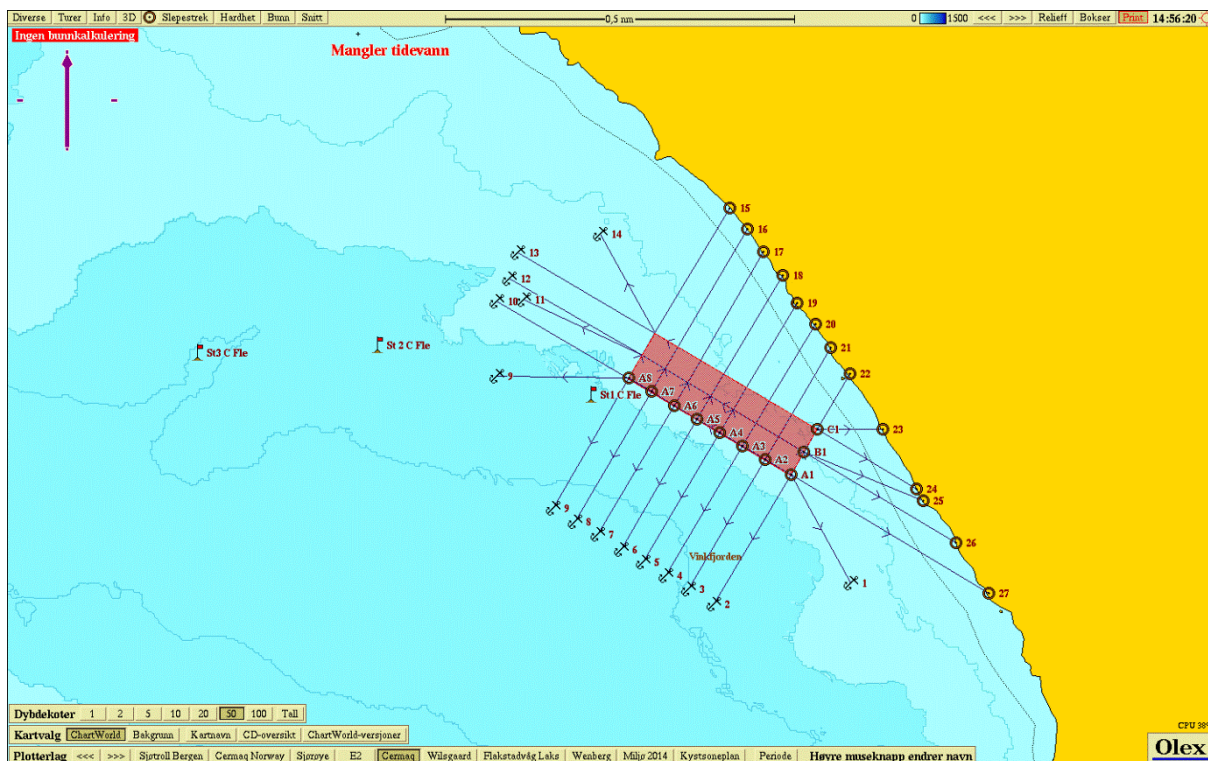 Diverse Turer Info 3D Slepestrek Hardhet Bunn Snitt 0,5 nm 0 1500 <<< >>> Relieff Bokser Print 14:56:20
Ingen bunnkalkulering
Mangler tidevann
15
16
14
17
13
18
12
10 11
19
20
St3 C Fle St 2 C Fle
21
22
9 A8
St1 C Fle A7
A6
A5 C1 23
A4
A3 B1
A2
A1
24
25
9
8
7
26
6
Vinkfjorden
5
4
3 1
2 27
Dybdekoter 1 2 5 10 20 50 100 Tall
Kartvalg ChartWorld Bakgrunn Kartnavn CD-oversikt ChartWorld-versjoner
CPU 38%
Plotterlag <<< >>> Sjøtroll Bergen Cermaq Norway Sjørøye E2 Cermaq Wilsgaard Flakstadvåg Laks Wenberg Miljø 2014 Kystsoneplan Periode Høyre museknapp endrer navn
Olex